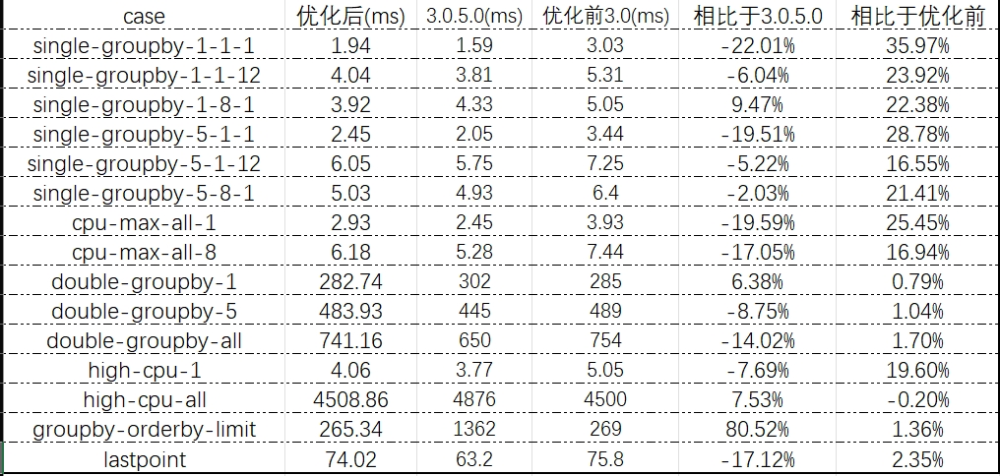 case 优化后(ms) 3.0.5.0(ms) 优化前3.0(ms) 相比于3.0.5.0 相比于优化前
single-groupby-1-1-1 1.94 1.59 3.03 -22.01% 35.97%
single-groupby-1-1-12 4.04 3.81 5.31 -6.04% 23.92%
single-groupby-1-8-1 3.92 4.33 5.05 9.47% 22.38%
single-groupby-5-1-1 2.45 2.05 3.44 -19.51% 28.78%
single-groupby-5-1-12 6.05 5.75 7.25 -5.22% 16.55%
single-groupby-5-8-1 5.03 4.93 6.4 -2.03% 21.41%
cpu-max-all-1 2.93 2.45 3.93 -19.59% 25.45%
cpu-max-all-8 6.18 5.28 7.44 -17.05% 16.94%
double-groupby-1 282.74 302 285 6.38% 0.79%
double-groupby-5 483.93 445 489 -8.75% 1.04%
double-groupby-all 741.16 650 754 -14.02% 1.70%
high-cpu-1 4.06 3.77 5.05 -7.69% 19.60%
high-cpu-all 4508.86 4876 4500 7.53% -0.20%
groupby-orderby-limit 265.34 1362 269 80.52% 1.36%
lastpoint 74.02 63.2 75.8 -17.12% 2.35%